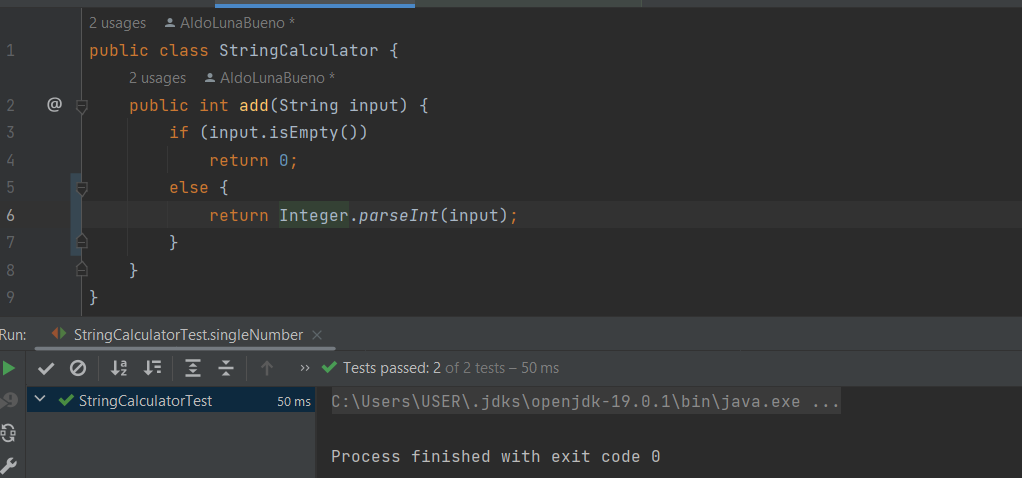 2 usages AldoLunaBueno *
1 public class StringCalculator {
2 usages AldoLunaBueno *
2 @ public int add(String input) {
3 if (input.isEmpty())
4 return 0;
5 else {
6 return Integer.parseInt(input);
7 }
8 }
9 }
Run: StringCalculatorTest.singleNumber ×
>> Tests passed: 2 of 2 tests – 50 ms
StringCalculatorTest 50 ms C:\Users\USER\.jdks\openjdk-19.0.1\bin\java.exe ...
Process finished with exit code 0